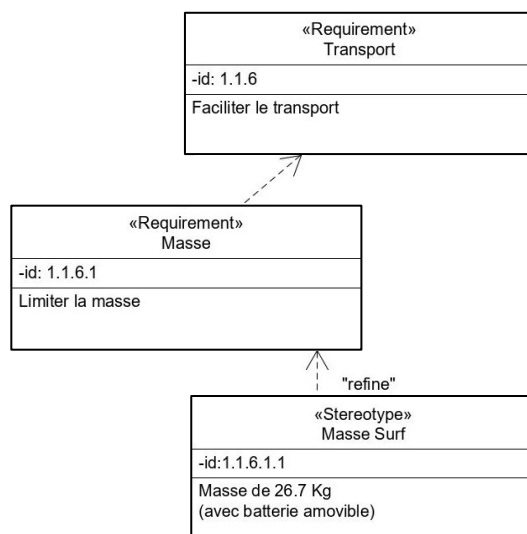 «Requirement»
Transport
-id: 1.1.6
Faciliter le transport
«Requirement»
Masse
-id: 1.1.6.1
Limiter la masse
"refine"
«Stereotype»
Masse Surf
-id:1.1.6.1.1
Masse de 26.7 Kg
(avec batterie amovible)